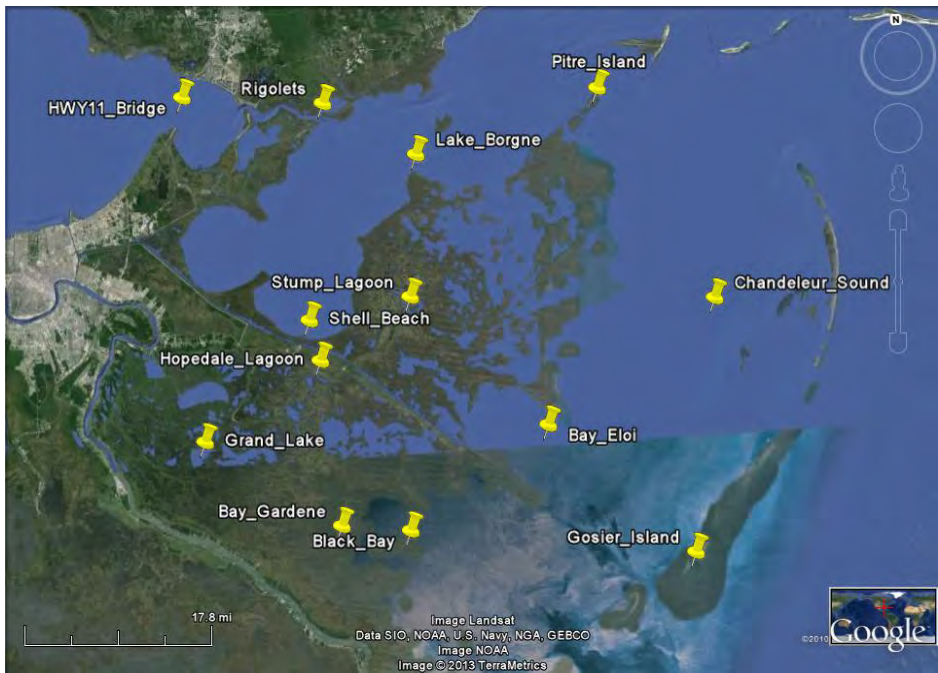 N
Pitre_Island
Rigolets
HWY11_Bridge
Lake_Borgne
Stump_Lagoon
Chandeleur_Sound
Shell_Beach
Hopedale_Lagoon
Grand_Lake
Bay_Eloi
Bay_Gardene
Black_Bay
Gosier_Island
17.8 mi
Image Landsat
Data SIO, NOAA, U.S. Navy, NGA, GEBCO
Image NOAA
Image © 2013 TerraMetrics
©2010
Google